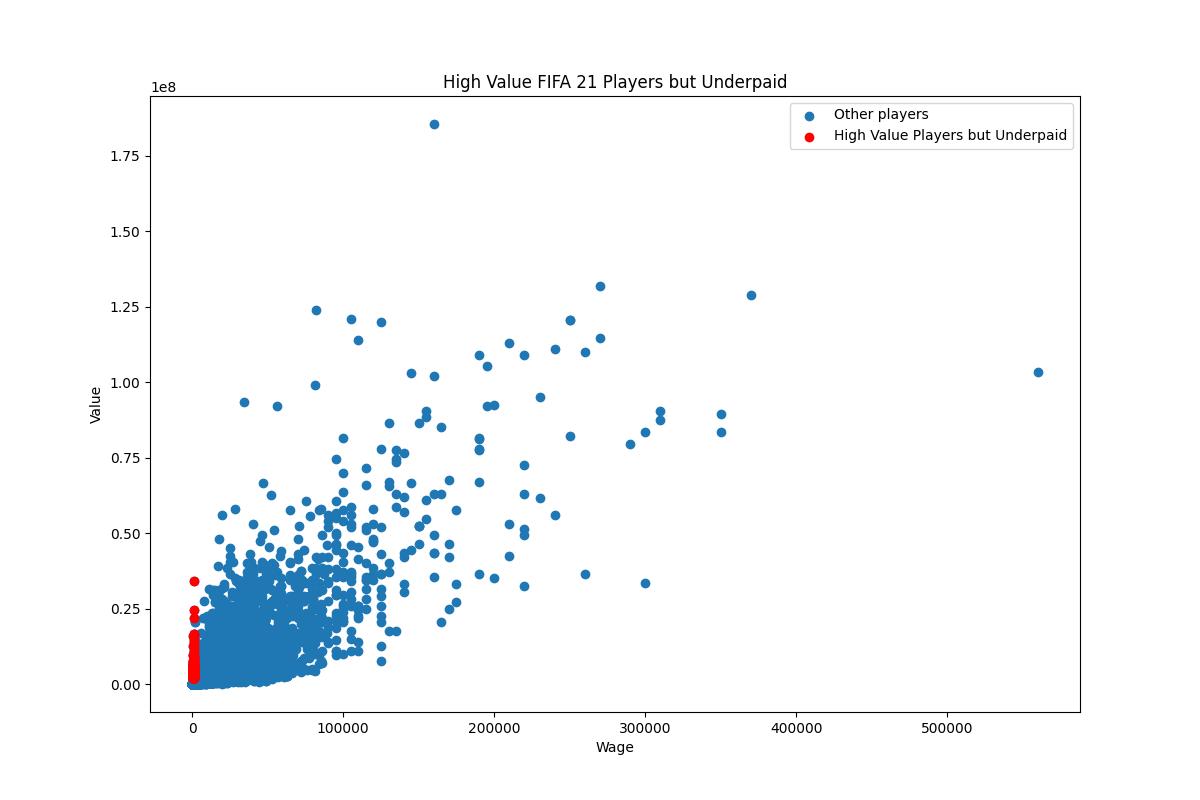 High Value FIFA 21 Players but Underpaid
1e8
Other players
High Value Players but Underpaid
1.75
1.50
1.25
1.00
0.75
0.50
0.25
0.00
Value
0 100000 200000 300000 400000 500000
Wage